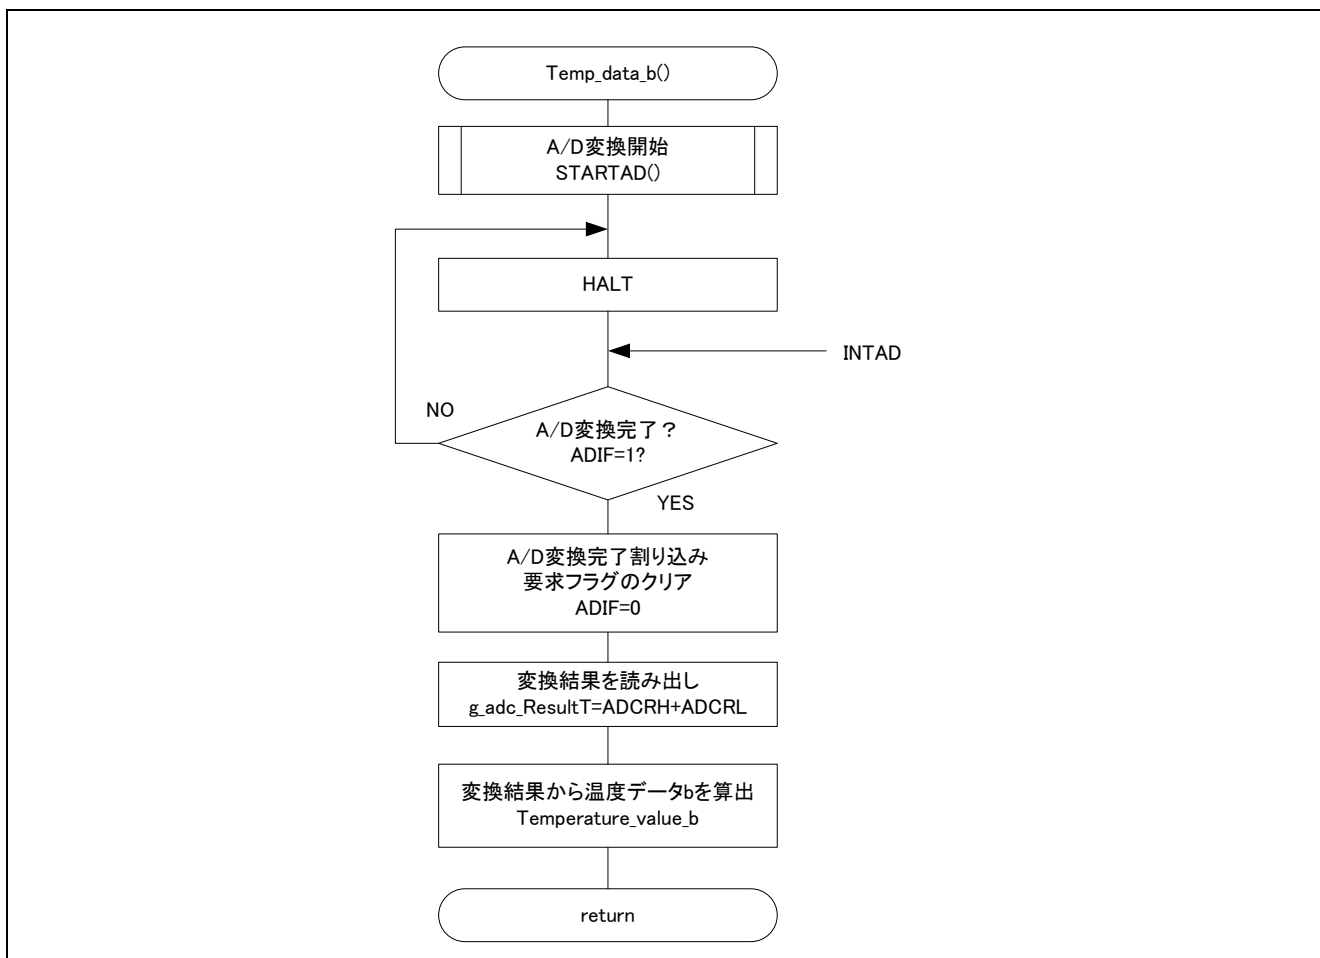 Temp_data_b()
A/D変換開始
STARTAD()
HALT
INTAD
NO
A/D変換完了？
ADIF=1?
YES
A/D変換完了割り込み
要求フラグのクリア
ADIF=0
変換結果を読み出し
g_adc_ResultT=ADCRH+ADCRL
変換結果から温度データbを算出
Temperature_value_b
return